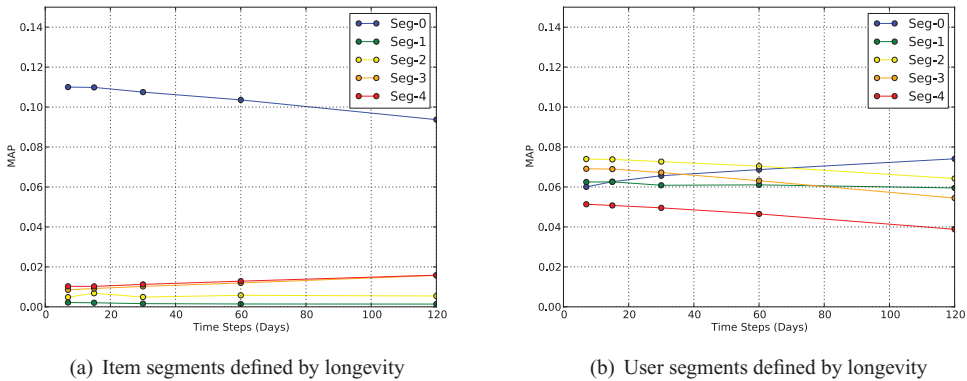 0.14
0.12
0.10
0.08
0.06
0.04
0.02
0.00
MAP
0 20 40 60 80 100 120
Time Steps (Days)
Seg-0
Seg-1
Seg-2
Seg-3
Seg-4
(a) Item segments defined by longevity
0.14
0.12
0.10
0.08
0.06
0.04
0.02
0.00
MAP
0 20 40 60 80 100 120
Time Steps (Days)
Seg-0
Seg-1
Seg-2
Seg-3
Seg-4
(b) User segments defined by longevity